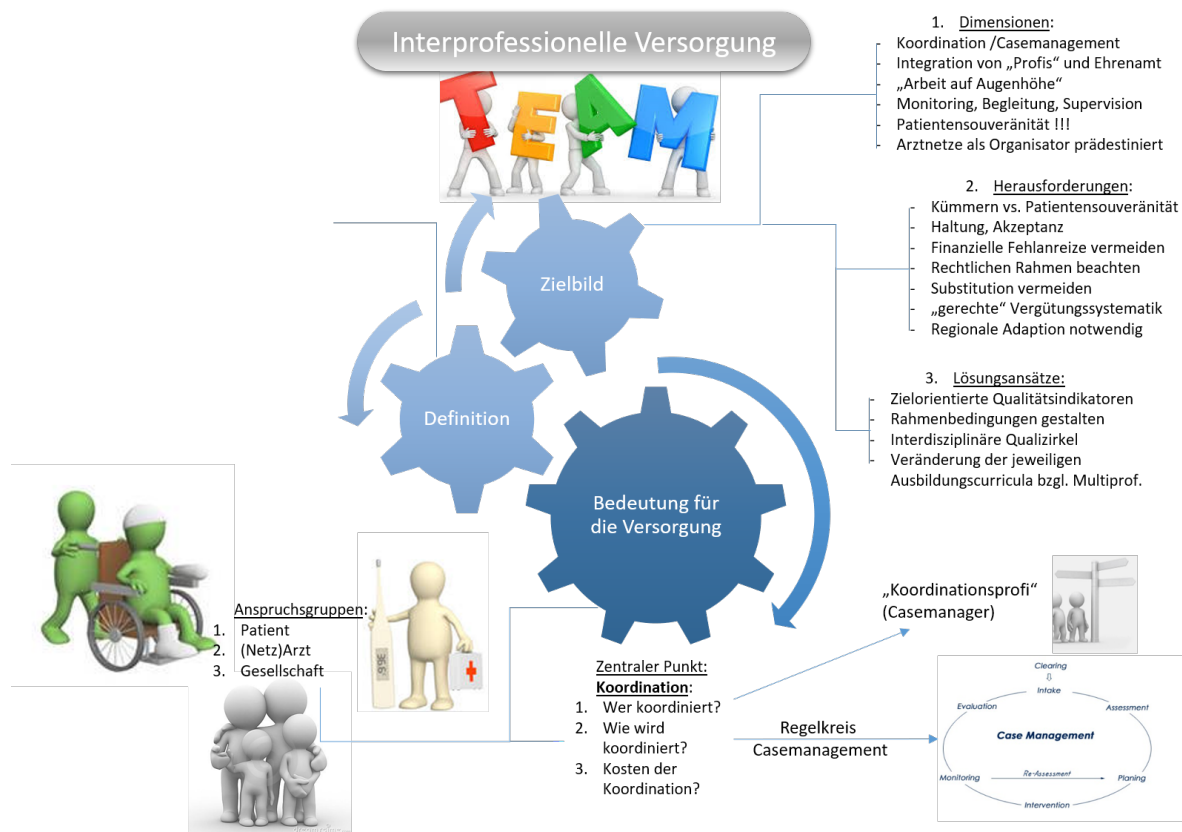 Interprofessionelle Versorgung
TEAM
1. Dimensionen:
- Koordination /Casemanagement
- Integration von „Profis“ und Ehrenamt
- „Arbeit auf Augenhöhe“
- Monitoring, Begleitung, Supervision
- Patientensouveränität !!!
- Arztnetze als Organisator prädestiniert
2. Herausforderungen:
- Kümmern vs. Patientensouveränität
- Haltung, Akzeptanz
- Finanzielle Fehlanreize vermeiden
- Rechtlichen Rahmen beachten
- Substitution vermeiden
- „gerechte“ Vergütungssystematik
- Regionale Adaption notwendig
3. Lösungsansätze:
- Zielorientierte Qualitätsindikatoren
- Rahmenbedingungen gestalten
- Interdisziplinäre Qualizirkel
- Veränderung der jeweiligen
Ausbildungscurricula bzgl. Multiprof.
Zielbild
Definition
Bedeutung für
die Versorgung
Anspruchsgruppen:
1. Patient
2. (Netz)Arzt
3. Gesellschaft
Zentraler Punkt:
Koordination:
1. Wer koordiniert?
2. Wie wird
koordiniert?
3. Kosten der
Koordination?
„Koordinationsprofi“
(Casemanager)
Regelkreis
Casemanagement
Clearing
Intake
Evaluation
Assessment
Case Management
Monitoring
Re-Assessment
Planing
Intervention